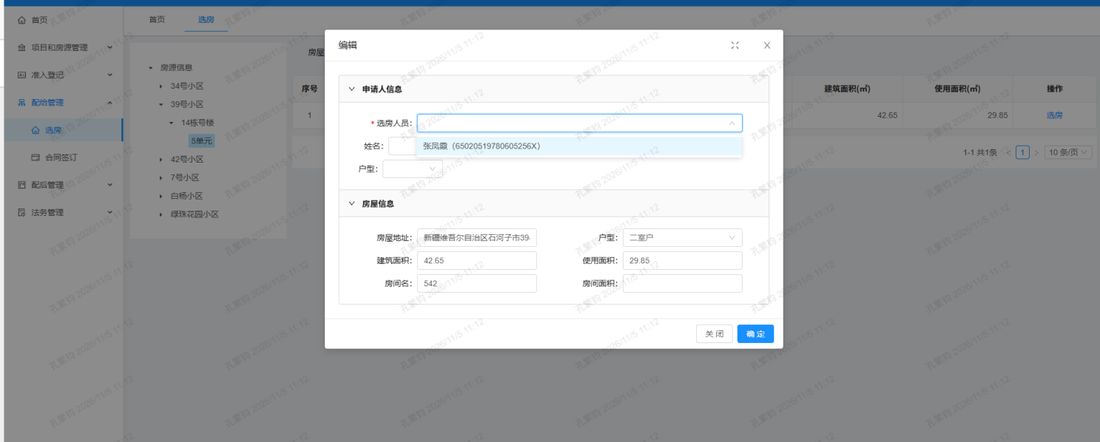 首页
项目和房源管理
准入登记
配给管理
选房
合同签订
配后管理
法务管理
首页 选房
房源信息
34号小区
39号小区
14栋号楼
5单元
42号小区
7号小区
白杨小区
绿珠花园小区
房屋
序号 建筑面积(㎡) 使用面积(㎡) 操作
1 42.65 29.85 选房
1-1 共1条 < 1 > 10 条/页
编辑
申请人信息
* 选房人员：
张凤霞（65020519780605256X）
姓名：
户型：
房屋信息
房屋地址： 新疆维吾尔自治区石河子市39 户型： 二室户
建筑面积： 42.65 使用面积： 29.85
房间名： 542 房间面积：
关 闭 确 定